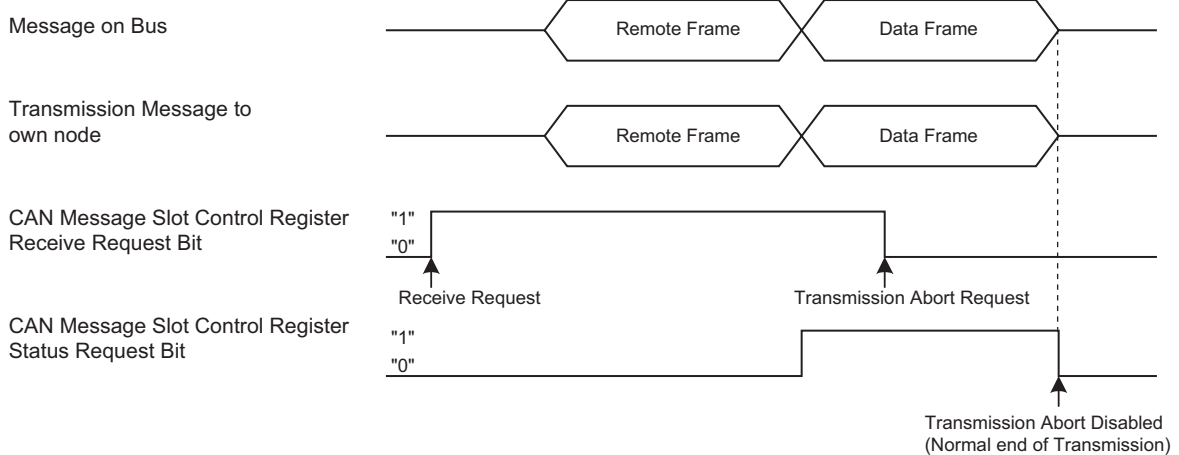 Message on Bus
Remote Frame
Data Frame
Transmission Message to
own node
Remote Frame
Data Frame
CAN Message Slot Control Register
Receive Request Bit
"1"
"0"
Receive Request
Transmission Abort Request
CAN Message Slot Control Register
Status Request Bit
"1"
"0"
Transmission Abort Disabled
(Normal end of Transmission)